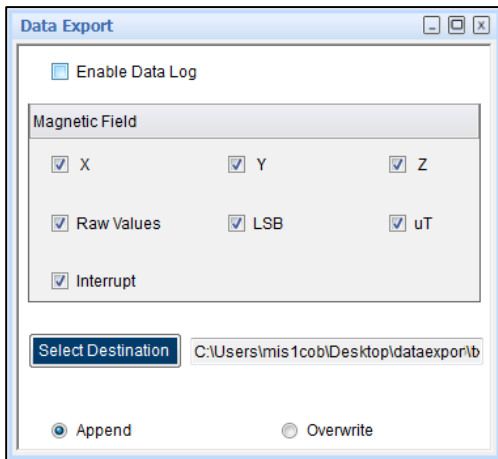 Data Export
Enable Data Log
Magnetic Field
X Y Z
Raw Values LSB uT
Interrupt
Select Destination C:\Users\mis1cob\Desktop\dataexpor\t
Append Overwrite